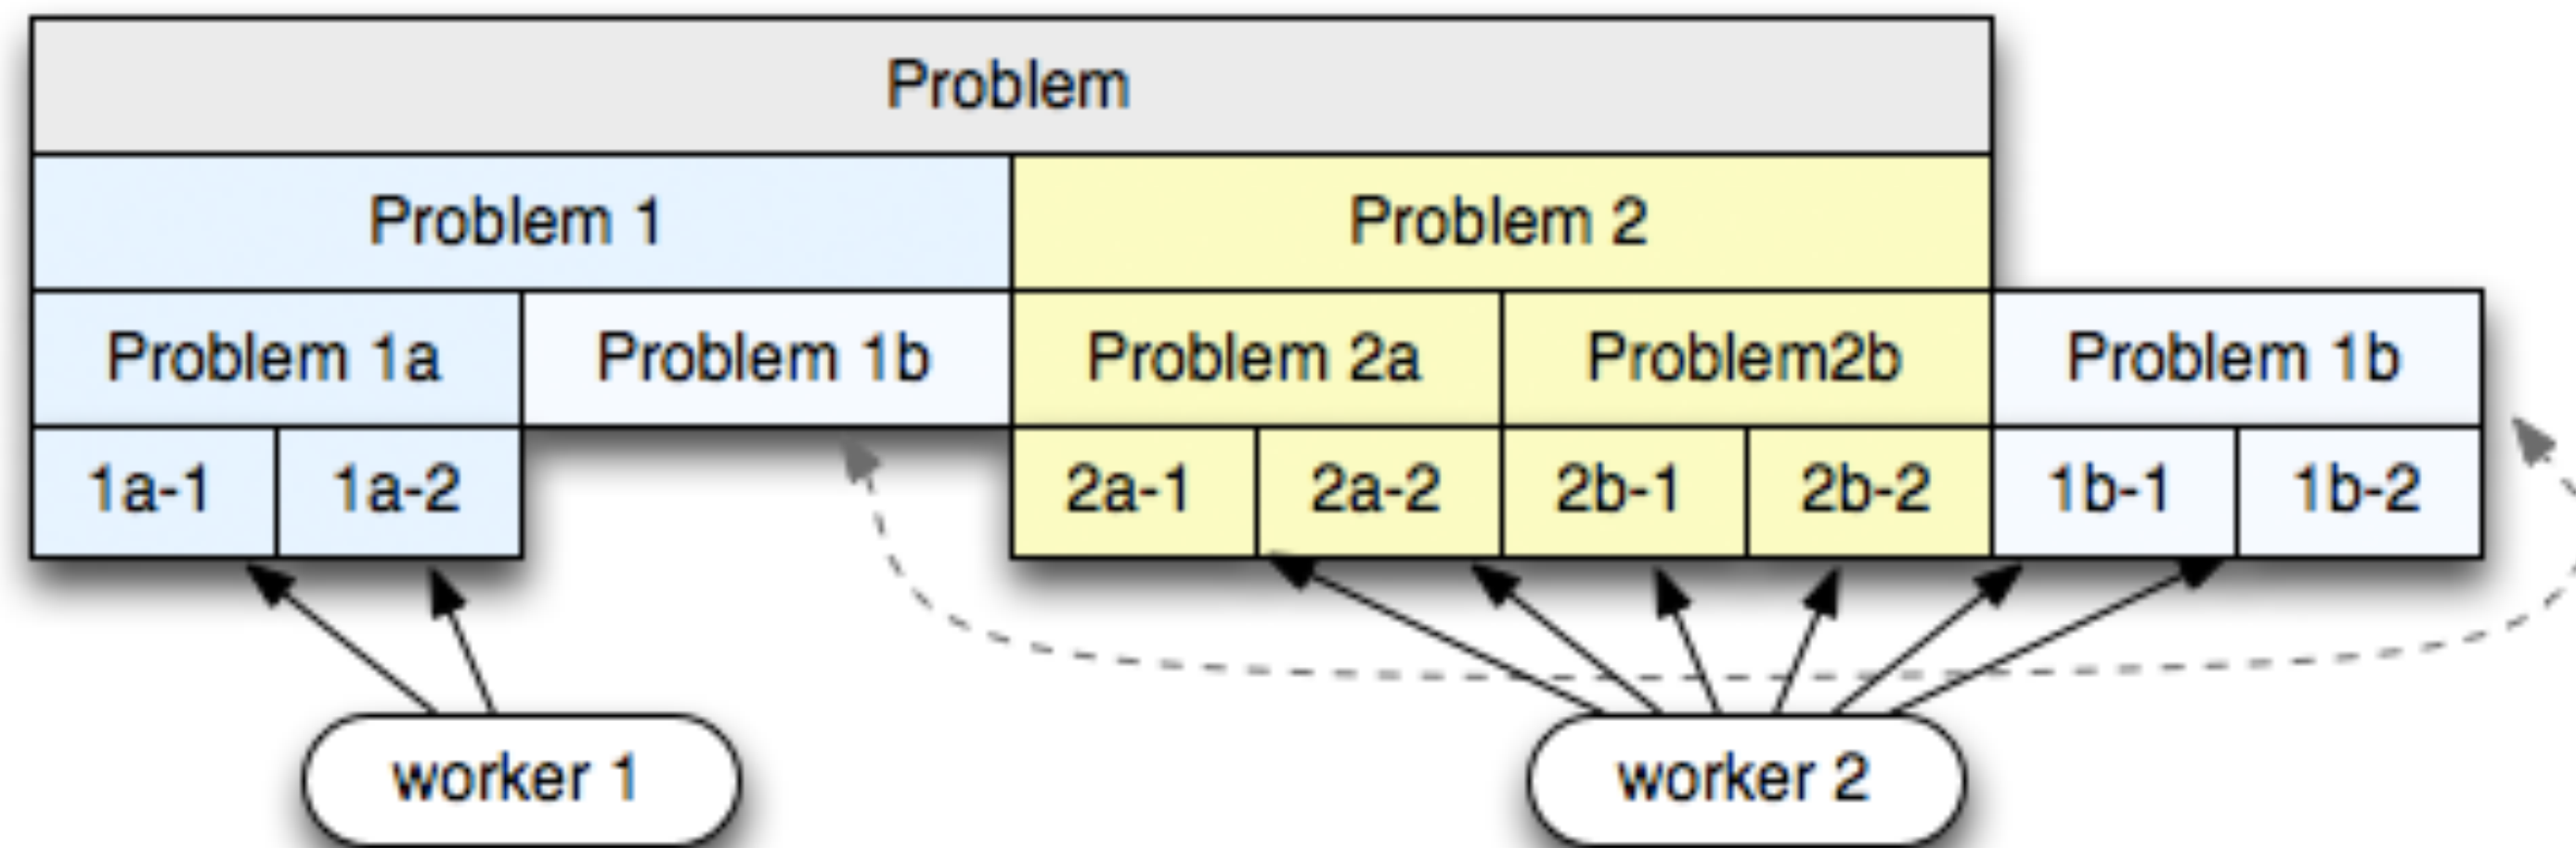 Problem
Problem 1
Problem 2
Problem 1a
Problem 1b
Problem 2a
Problem2b
Problem 1b
1a-1
1a-2
2a-1
2a-2
2b-1
2b-2
1b-1
1b-2
worker 1
worker 2